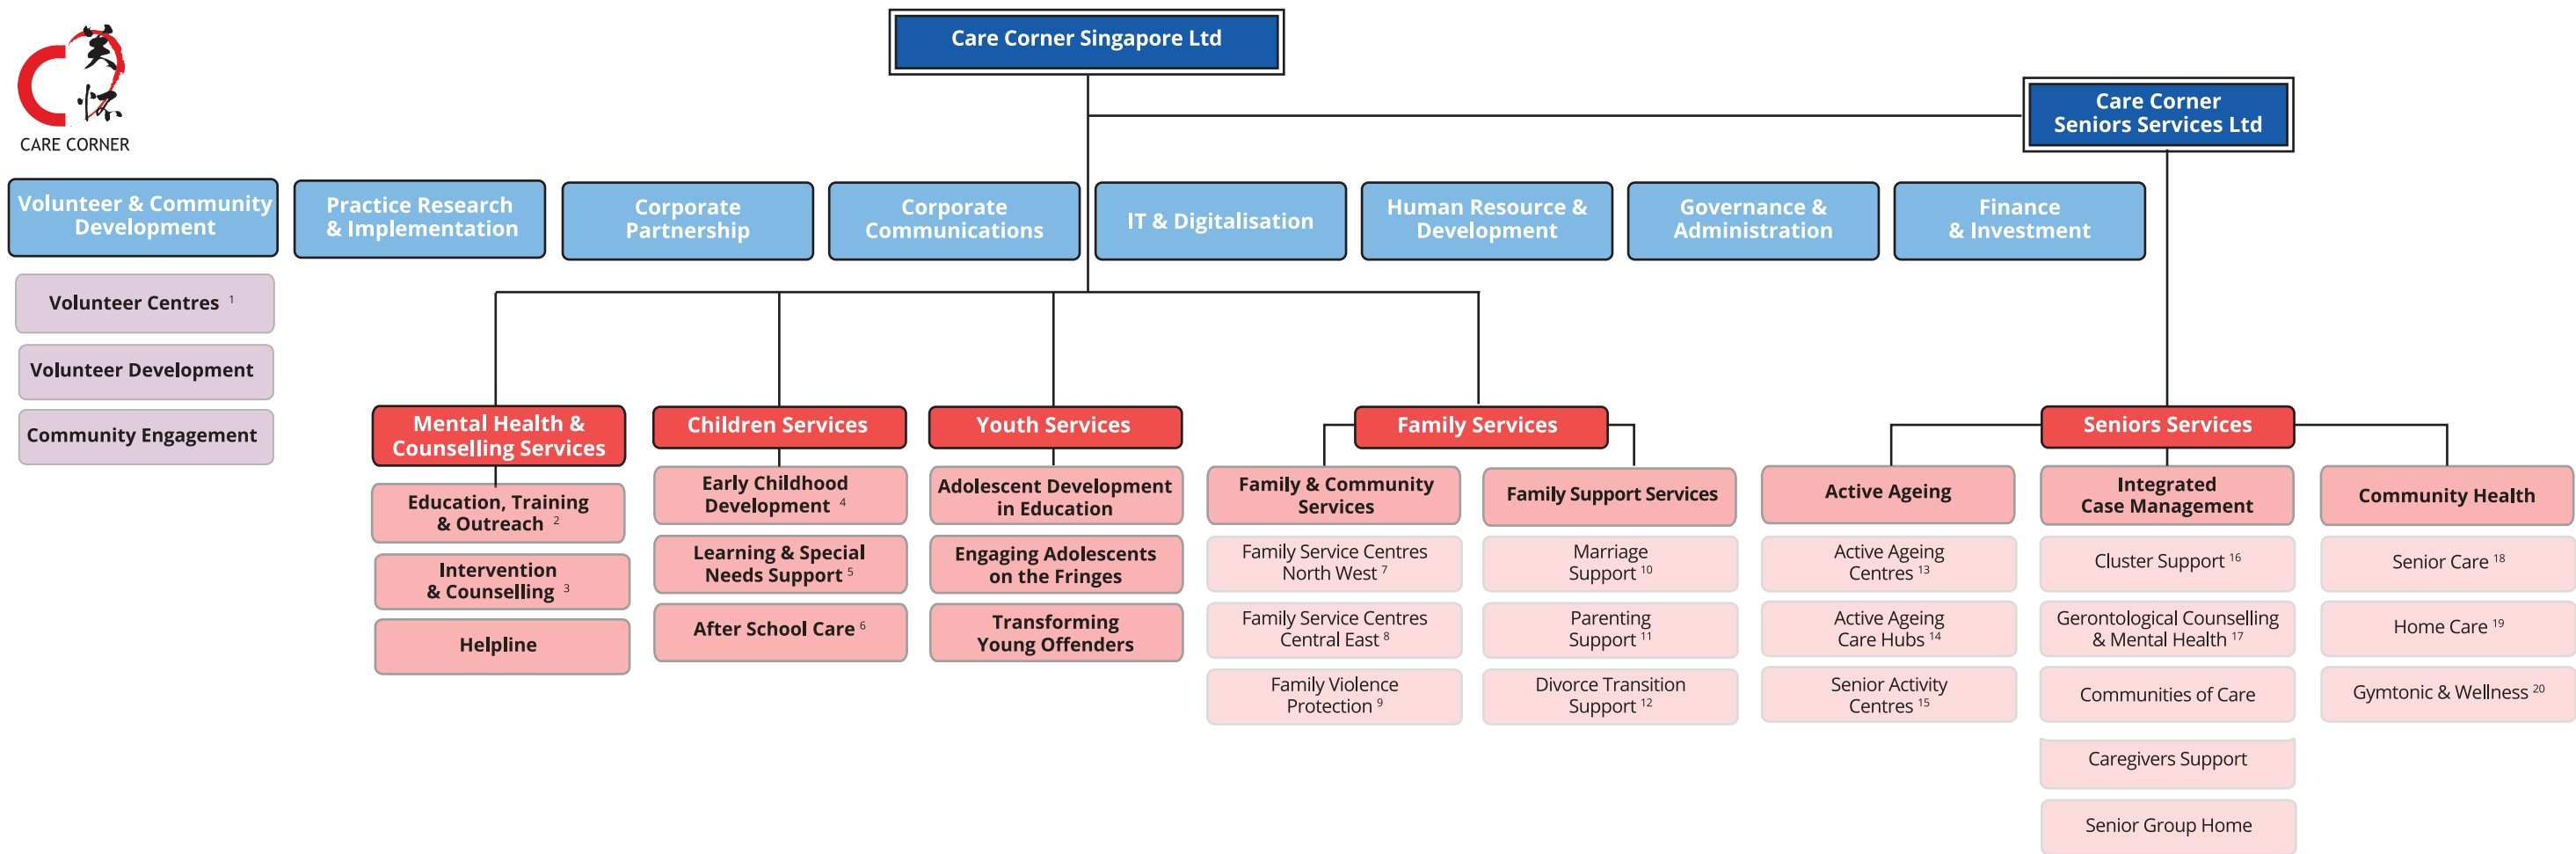 美
怀
CARE CORNER
Care Corner Singapore Ltd
Care Corner
Seniors Services Ltd
Volunteer & Community
Development
Practice Research
& Implementation
Corporate
Partnership
Corporate
Communications
IT & Digitalisation
Human Resource &
Development
Governance &
Administration
Finance
& Investment
Volunteer Centres 1
Volunteer Development
Community Engagement
Mental Health &
Counselling Services
Education, Training
& Outreach 2
Intervention
& Counselling 3
Helpline
Children Services
Early Childhood
Development 4
Learning & Special
Needs Support 5
After School Care 6
Youth Services
Adolescent Development
in Education
Engaging Adolescents
on the Fringes
Transforming
Young Offenders
Family Services
Family & Community
Services
Family Service Centres
North West 7
Family Service Centres
Central East 8
Family Violence
Protection 9
Family Support Services
Marriage
Support 10
Parenting
Support 11
Divorce Transition
Support 12
Seniors Services
Active Ageing
Active Ageing
Centres 13
Active Ageing
Care Hubs 14
Senior Activity
Centres 15
Integrated
Case Management
Cluster Support 16
Gerontological Counselling
& Mental Health 17
Communities of Care
Caregivers Support
Senior Group Home
Community Health
Senior Care 18
Home Care 19
Gymtonic & Wellness 20